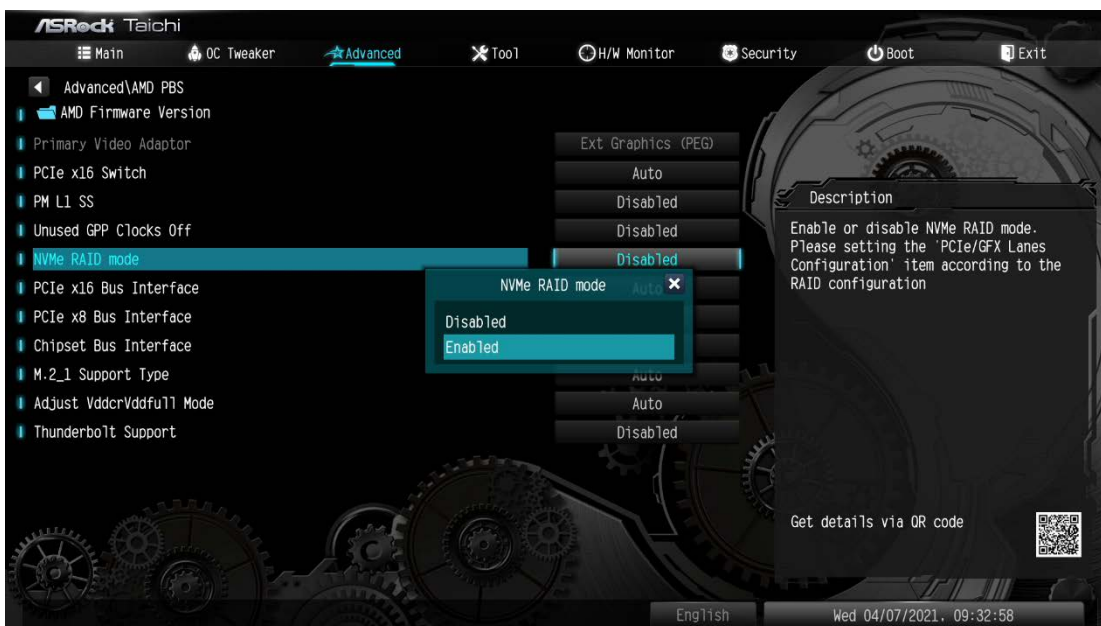 ASRock Taichi
Main OC Tweaker Advanced Tool H/W Monitor Security Boot Exit
Advanced\AMD PBS
AMD Firmware Version
Primary Video Adaptor Ext Graphics (PEG)
PCIe x16 Switch Auto
PM L1 SS Disabled
Unused GPP Clocks Off Disabled
NVMe RAID mode Disabled
PCIe x16 Bus Interface Auto
PCIe x8 Bus Interface
Chipset Bus Interface
M.2_1 Support Type Auto
Adjust VddcrVddfull Mode Auto
Thunderbolt Support Disabled
NVMe RAID mode
Disabled
Enabled
Description
Enable or disable NVMe RAID mode.
Please setting the 'PCIe/GFX Lanes
Configuration' item according to the
RAID configuration
Get details via QR code
English Wed 04/07/2021. 09:32:58